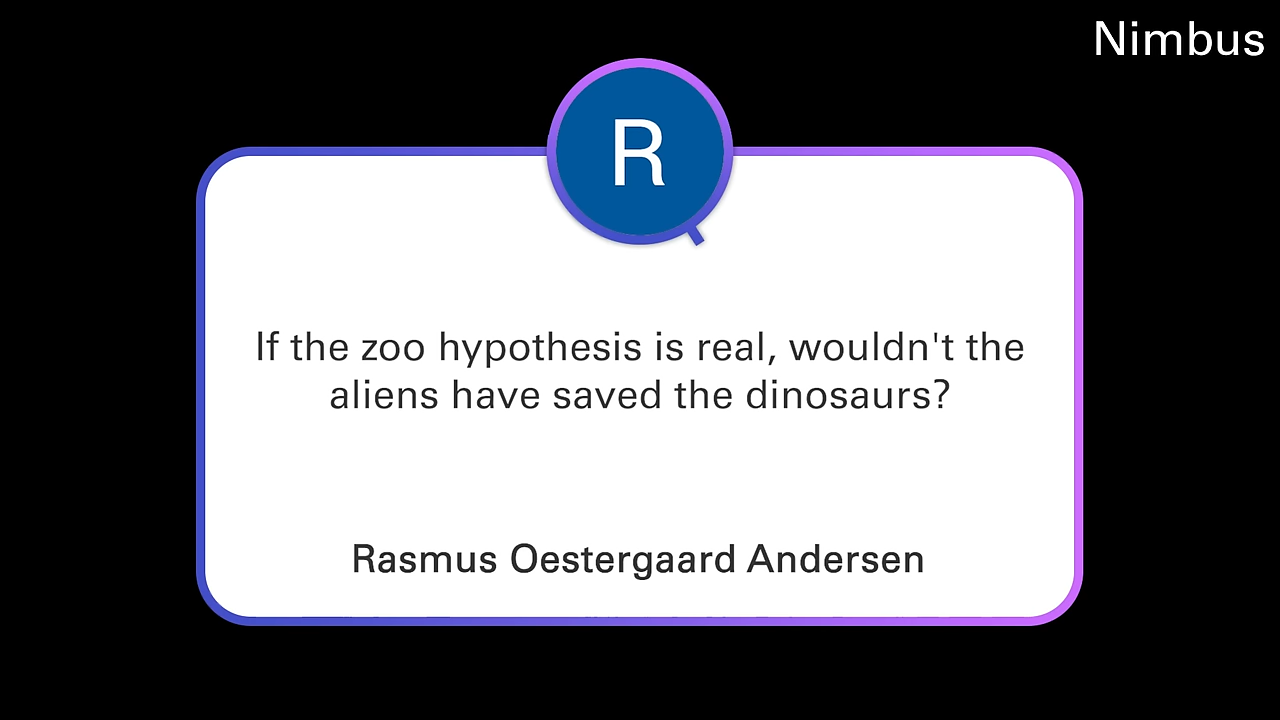 Nimbus
R
If the zoo hypothesis is real, wouldn't the
aliens have saved the dinosaurs?
Rasmus Oestergaard Andersen